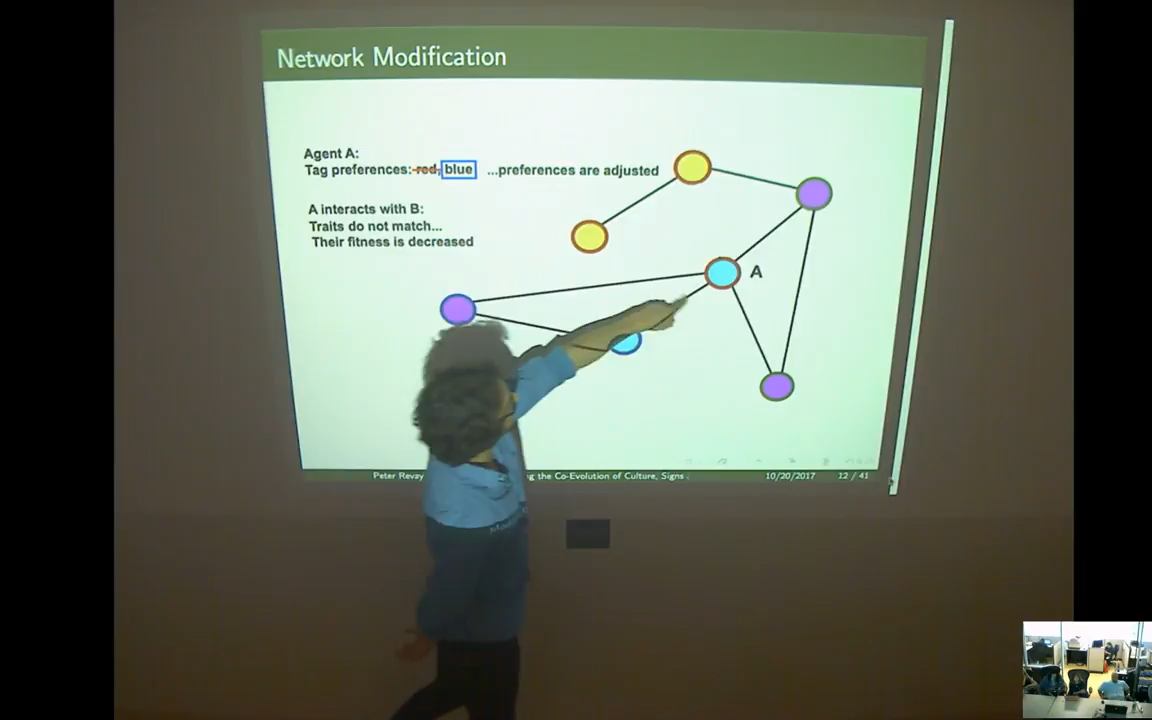 Network Modification
Agent A:
Tag preferences: red, blue ...preferences are adjusted
A interacts with B:
Traits do not match...
Their fitness is decreased
A
Peter Revay
the Co-Evolution of Culture, Signs
10/20/2017
12 / 41